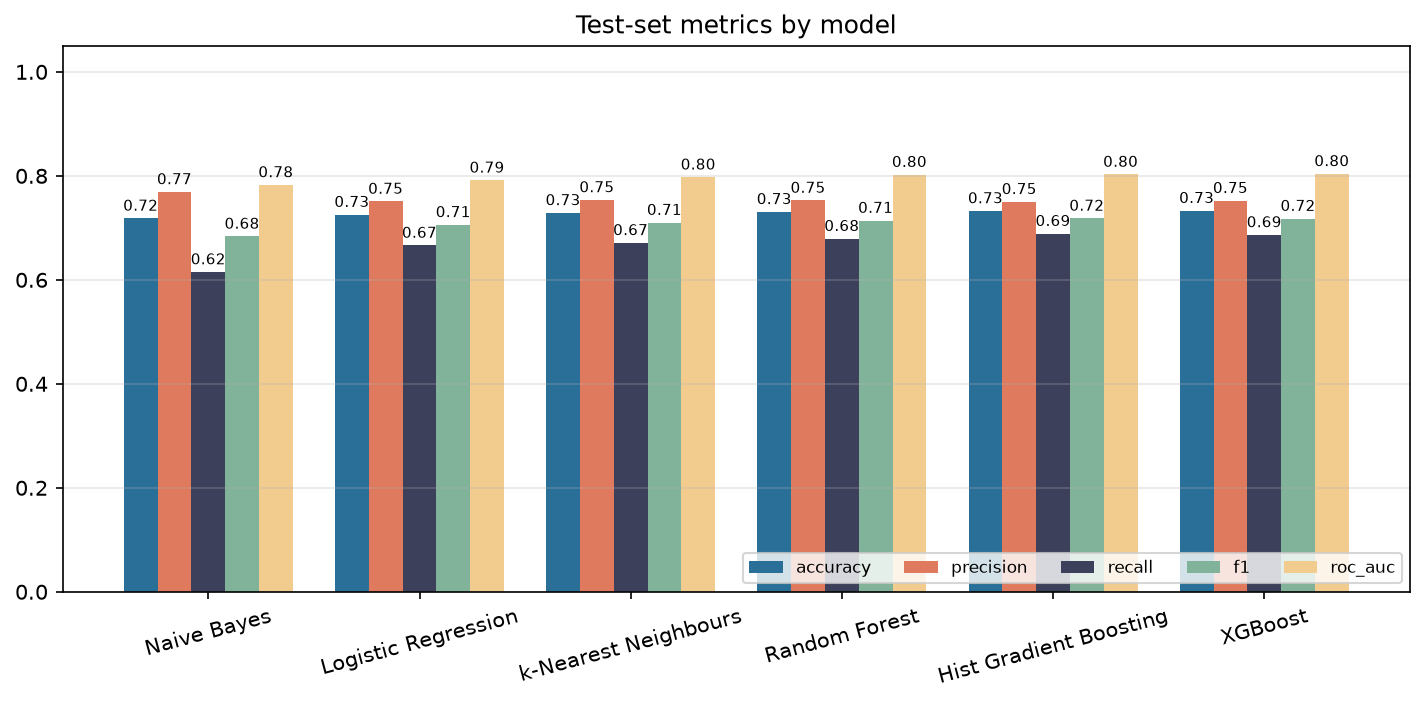 Test-set metrics by model
1.0
0.8
0.6
0.4
0.2
0.0
0.72 0.77 0.62 0.68 0.78
0.73 0.75 0.67 0.71 0.79
0.73 0.75 0.67 0.71 0.80
0.73 0.75 0.68 0.71 0.80
0.73 0.75 0.69 0.72 0.80
0.73 0.75 0.69 0.72 0.80
accuracy precision recall f1 roc_auc
Naive Bayes
Logistic Regression
k-Nearest Neighbours
Random Forest
Hist Gradient Boosting
XGBoost